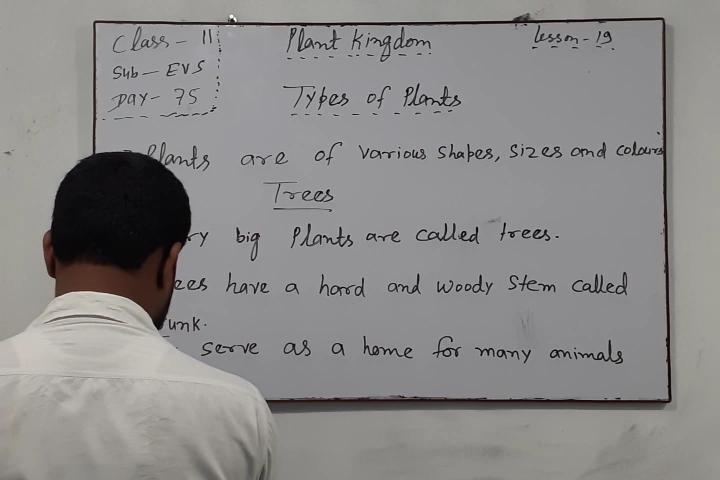 Class - II
Plant Kingdom
Lesson - 19
Sub - EVS
Day - 75
Types of Plants
Plants are of various shapes, sizes and colours
Trees
ry big Plants are called trees.
ees have a hard and woody stem called
unk.
serve as a home for many animals